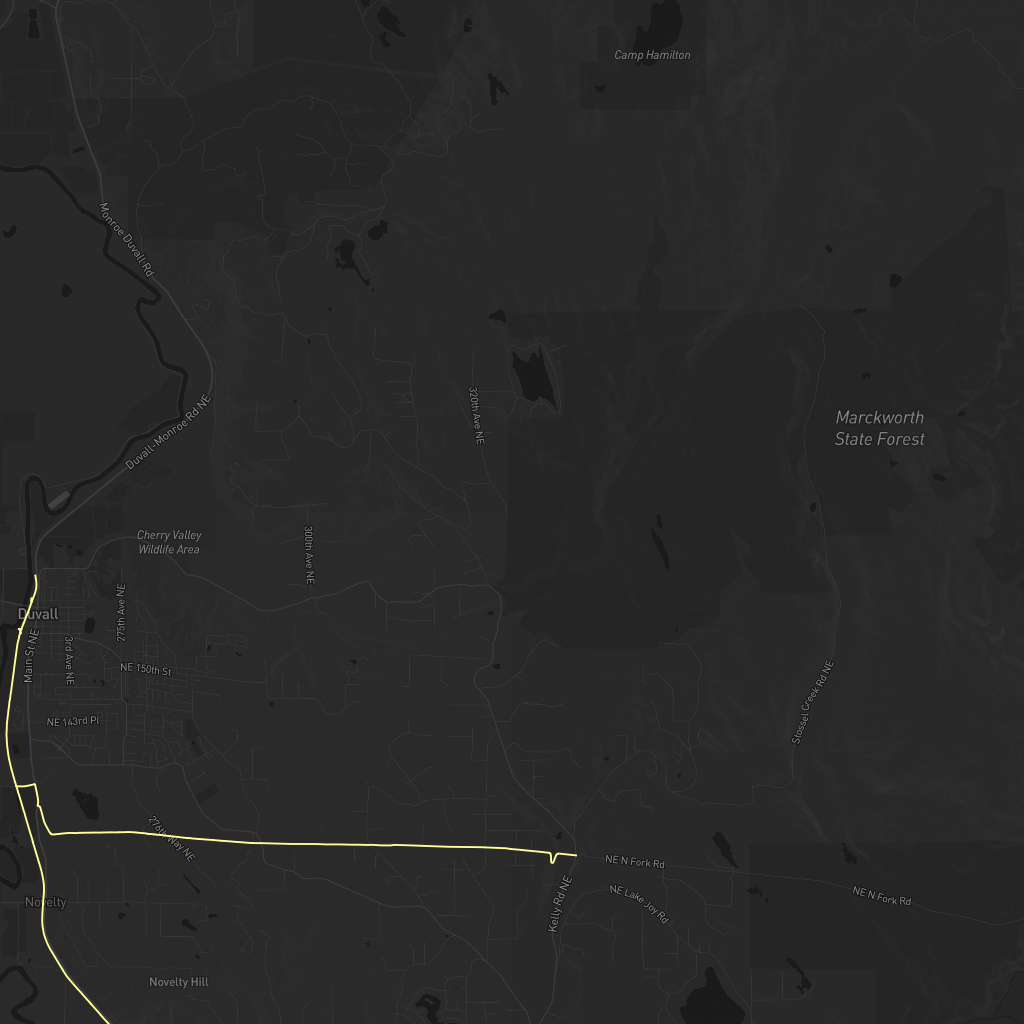 Camp Hamilton
Monroe Duvall Rd
320th Ave NE
Duvall-Monroe Rd NE
Marckworth
State Forest
Cherry Valley
Wildlife Area
300th Ave NE
275th Ave NE
Duvall
Main St NE
3rd Ave NE
NE 150th St
NE 143rd Pl
Stossel Creek Rd NE
276th Way NE
NE N Fork Rd
NE Lake Joy Rd
NE N Fork Rd
Kelly Rd NE
Novelty
Novelty Hill